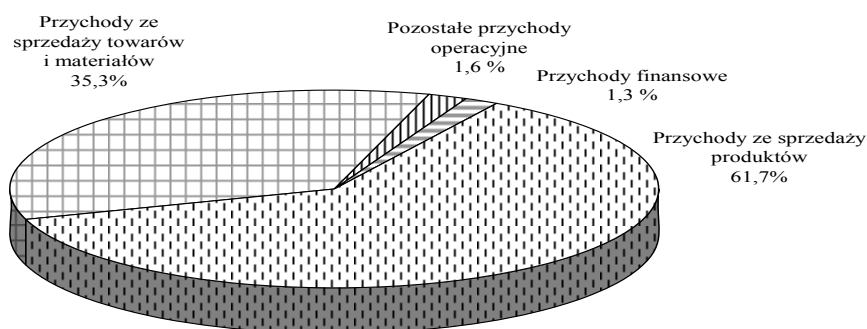 Przychody ze
sprzedaży towarów
i materiałów
35,3%
Pozostałe przychody
operacyjne
1,6 %
Przychody finansowe
1,3 %
Przychody ze sprzedaży
produktów
61,7%